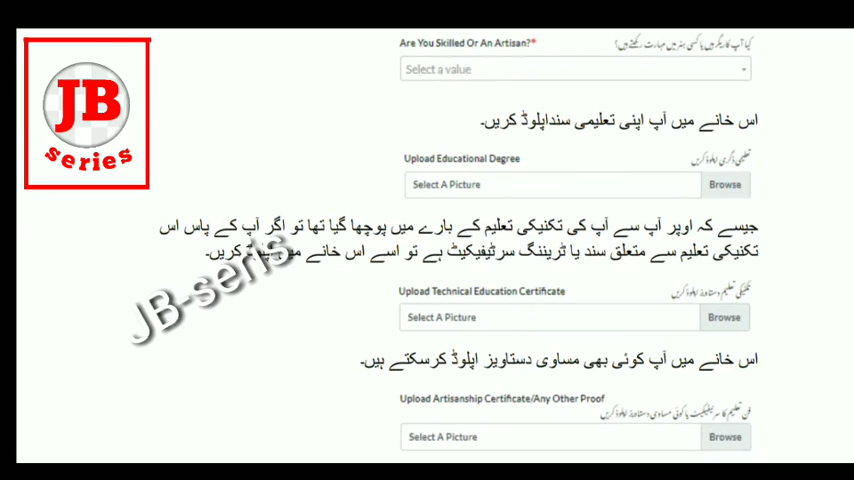 JB
series
Are You Skilled Or An Artisan?*
کیا آپ کاریگر ہیں یا کسی ہنر میں مہارت رکھتے ہیں؟
Select a value
اس خانے میں آپ اپنی تعلیمی سنداپلوڈ کریں۔
Upload Educational Degree
تعلیمی ڈگری اپلوڈ کریں
Select A Picture
Browse
جیسے کہ اوپر آپ سے آپ کی تکنیکی تعلیم کے بارے میں پوچھا گیا تھا تو اگر آپ کے پاس اس
تکنیکی تعلیم سے متعلق سند یا ٹریننگ سرٹیفیکیٹ ہے تو اسے اس خانے میں اپلوڈ کریں۔
JB-seris
Upload Technical Education Certificate
تکنیکی تعلیم دستاویز اپلوڈ کریں
Select A Picture
Browse
اس خانے میں آپ کوئی بھی مساوی دستاویز اپلوڈ کرسکتے ہیں۔
Upload Artisanship Certificate/Any Other Proof
فن تعلیم کا سرٹیفکیٹ یا کوئی مساوی دستاویز اپلوڈ کریں
Select A Picture
Browse